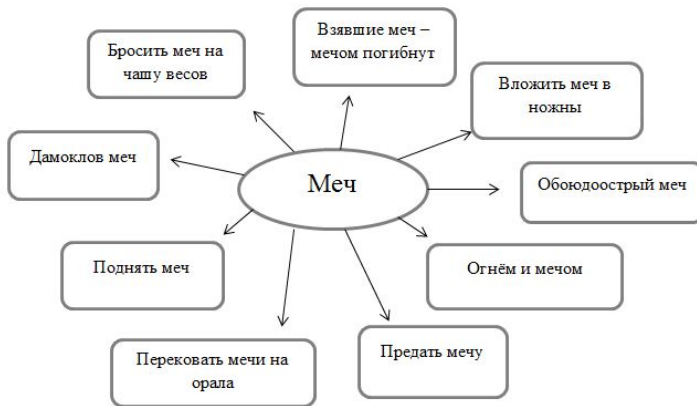 Взявшие меч –
мечом погибнут
Бросить меч на
чашу весов
Вложить меч в
ножны
Дамоклов меч
Меч
Обоюдоострый меч
Поднять меч
Огнём и мечом
Перековать мечи на
орала
Предать мечу